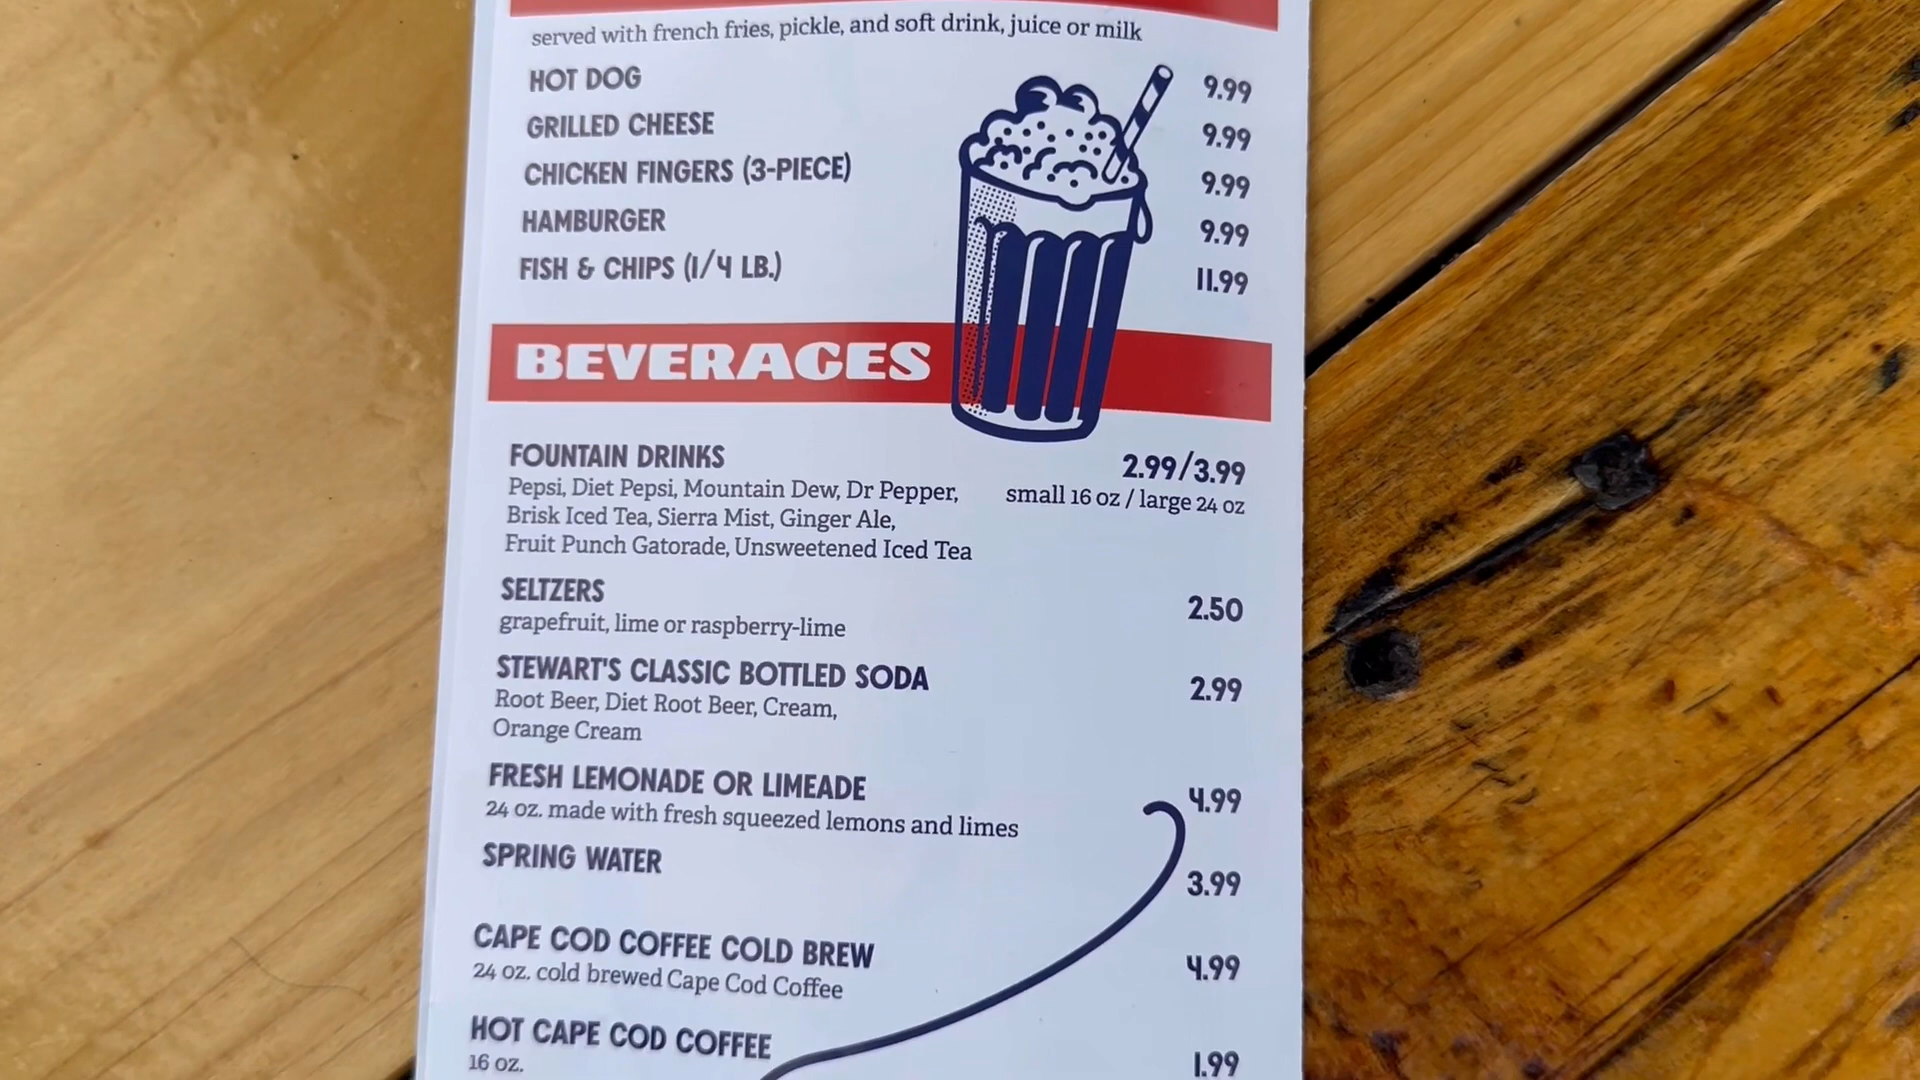 served with french fries, pickle, and soft drink, juice or milk
HOT DOG 9.99
GRILLED CHEESE 9.99
CHICKEN FINGERS (3-PIECE) 9.99
HAMBURGER 9.99
FISH & CHIPS (1/4 LB.) 11.99
BEVERAGES
FOUNTAIN DRINKS 2.99/3.99
Pepsi, Diet Pepsi, Mountain Dew, Dr Pepper, small 16 oz / large 24 oz
Brisk Iced Tea, Sierra Mist, Ginger Ale,
Fruit Punch Gatorade, Unsweetened Iced Tea
SELTZERS 2.50
grapefruit, lime or raspberry-lime
STEWART'S CLASSIC BOTTLED SODA 2.99
Root Beer, Diet Root Beer, Cream,
Orange Cream
FRESH LEMONADE OR LIMEADE 4.99
24 oz. made with fresh squeezed lemons and limes
SPRING WATER 3.99
CAPE COD COFFEE COLD BREW 4.99
24 oz. cold brewed Cape Cod Coffee
HOT CAPE COD COFFEE 1.99
16 oz.